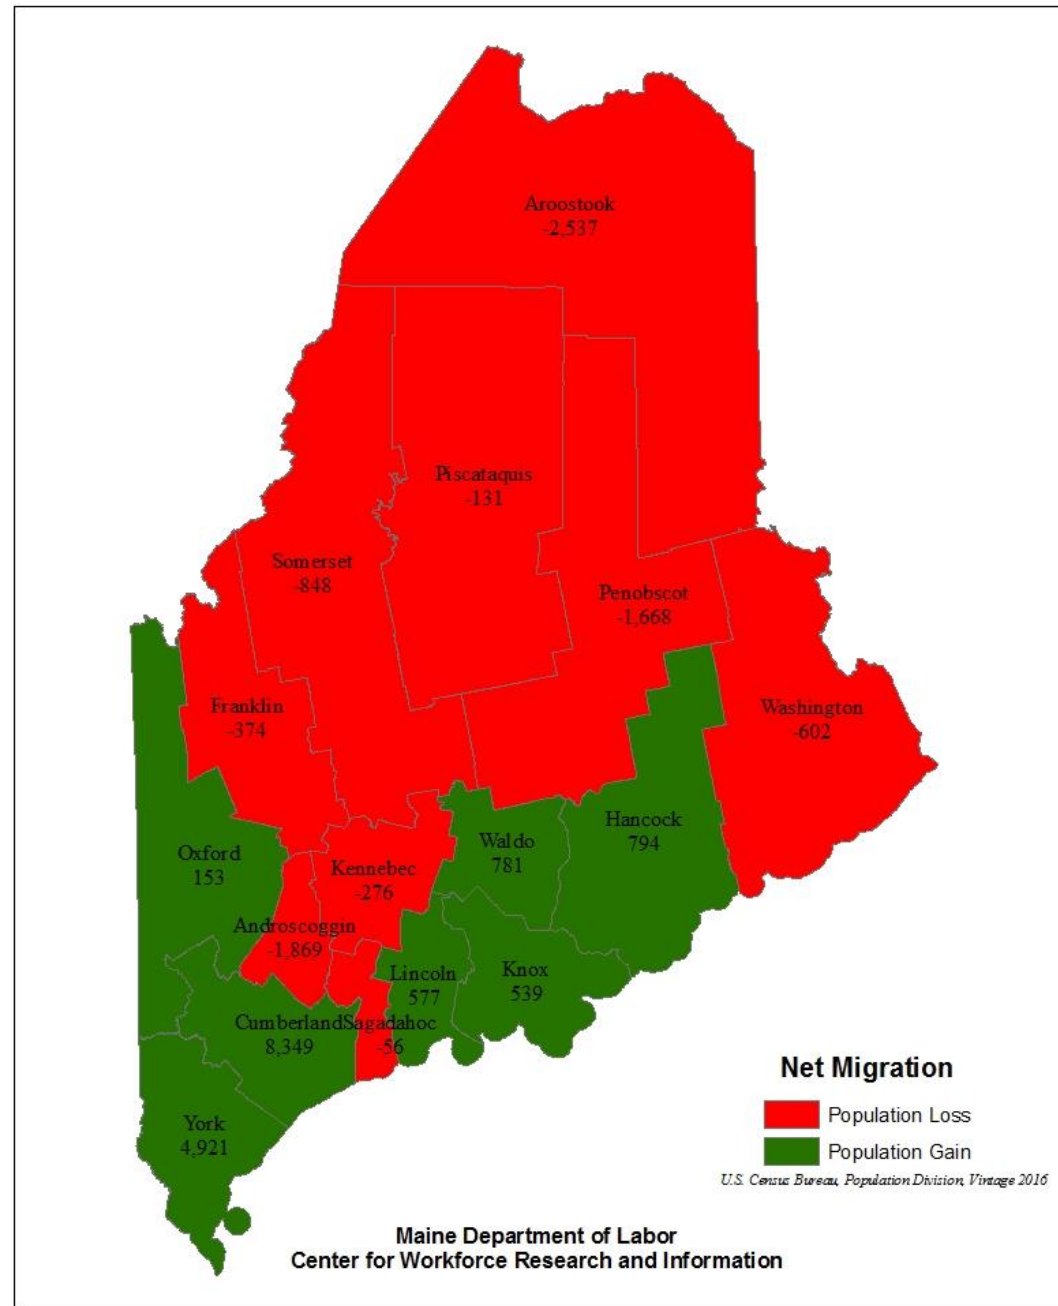 Aroostook
-2,537
Piscataquis
-131
Somerset
-848
Penobscot
-1,668
Franklin
-374
Washington
-602
Hancock
794
Waldo
781
Oxford
153
Kennebec
-276
Androscoggin
-1,869
Lincoln
577
Knox
539
Cumberland
8,349
Sagadahoc
-56
York
4,921
Net Migration
Population Loss
Population Gain
U.S. Census Bureau, Population Division, Vintage 2016
Maine Department of Labor
Center for Workforce Research and Information